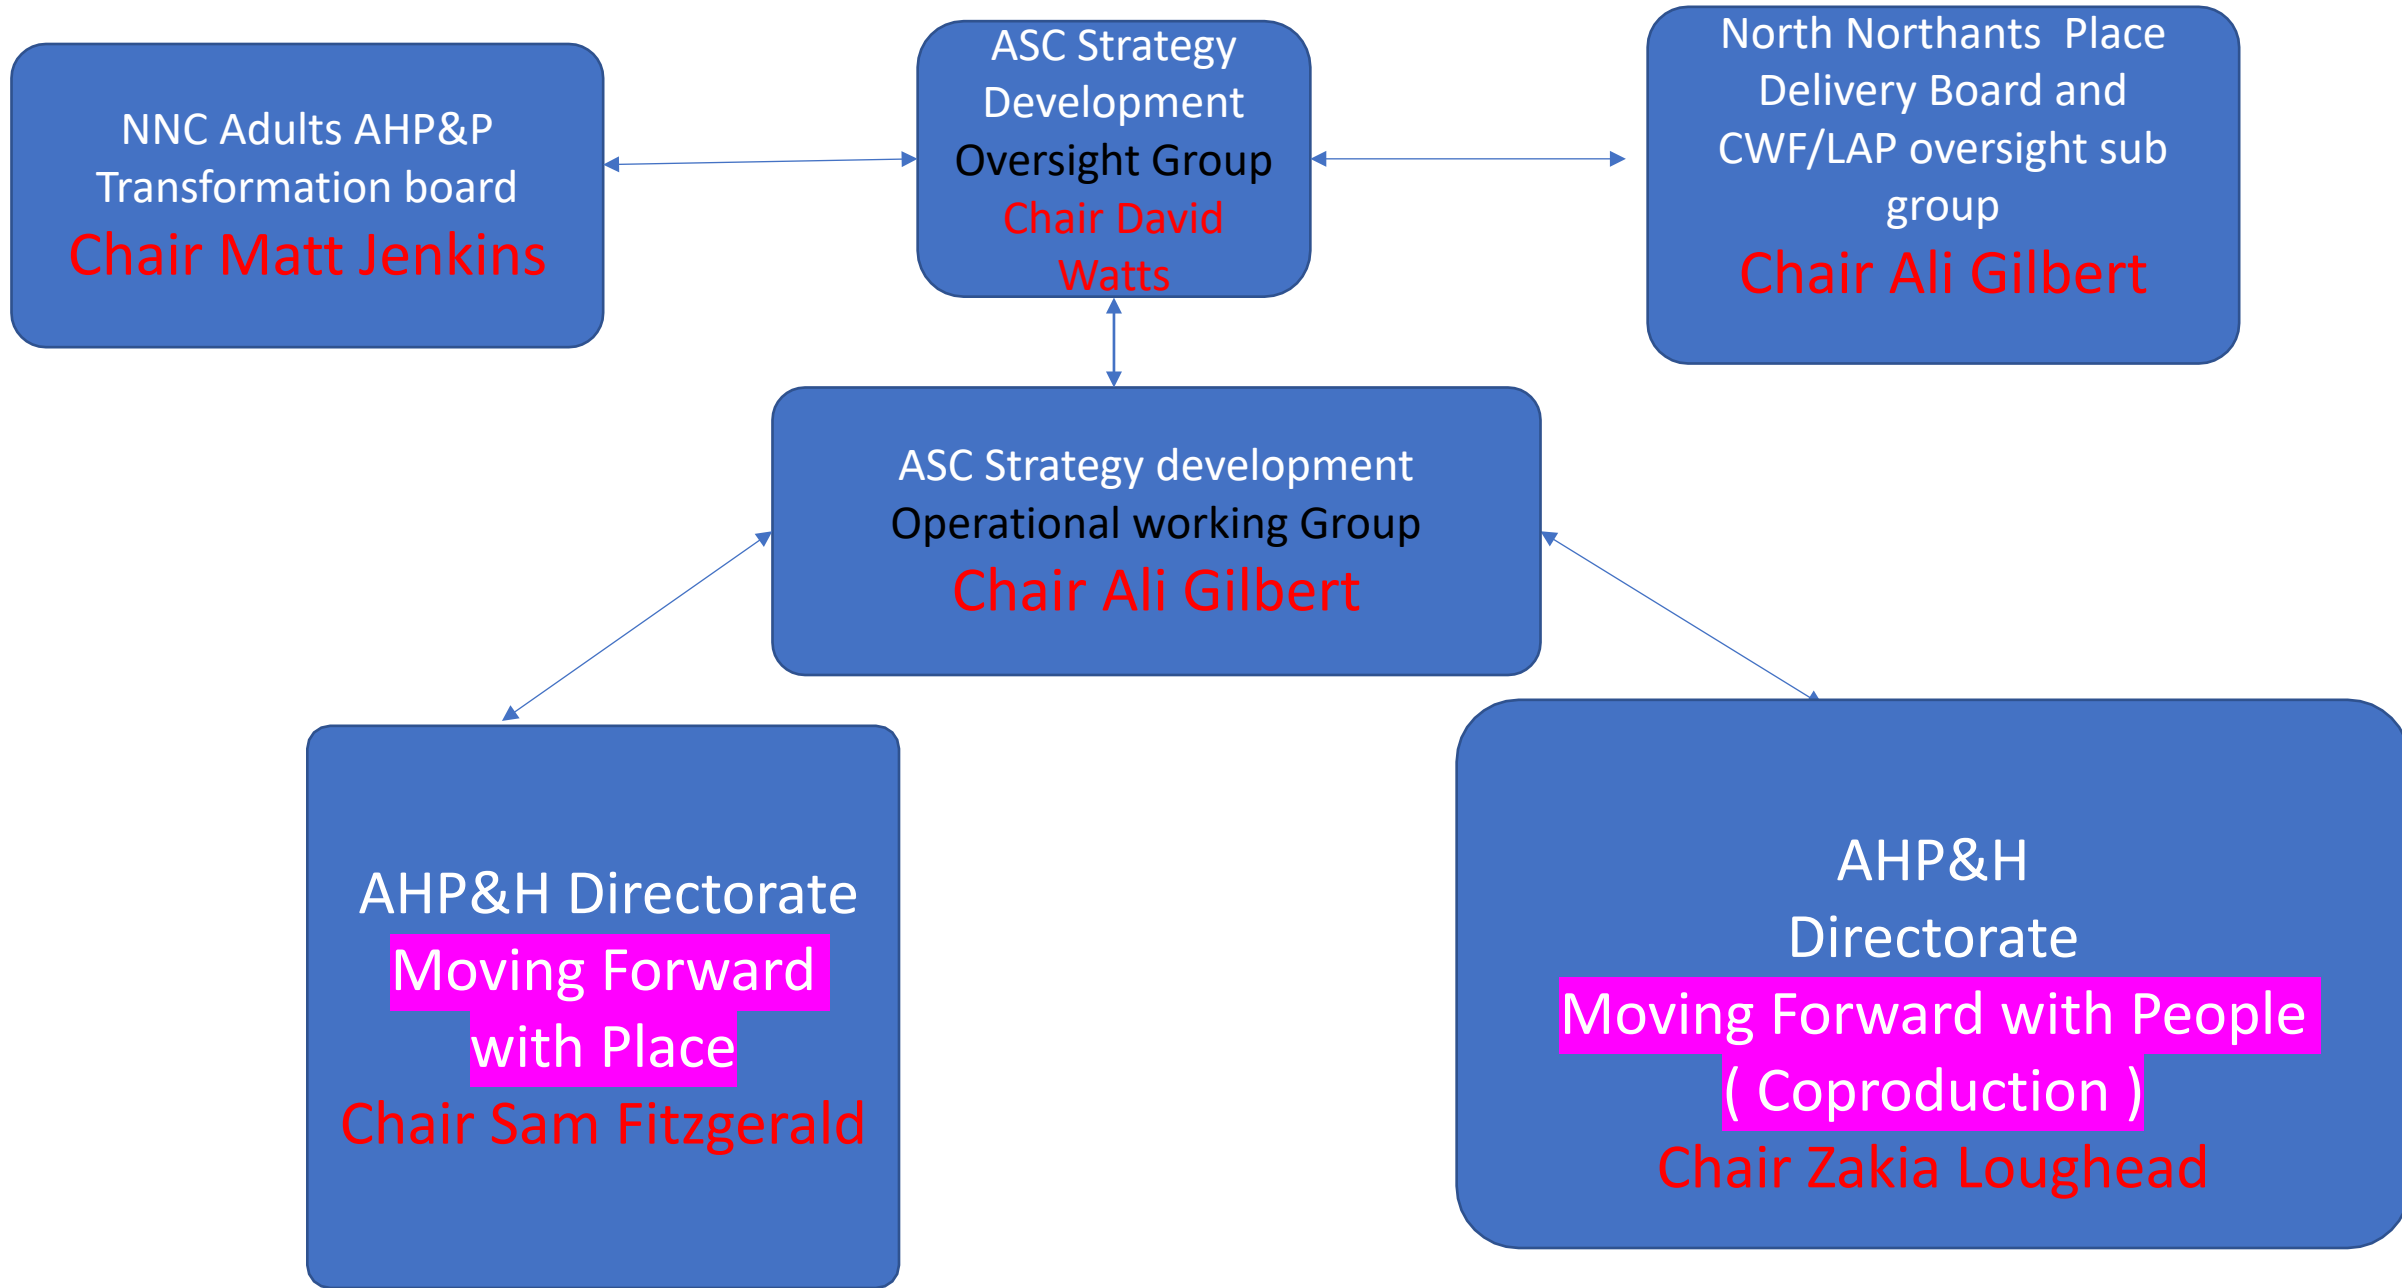 NNC Adults AHP&P
Transformation board
Chair Matt Jenkins
ASC Strategy
Development
Oversight Group
Chair David
Watts
North Northants  Place
Delivery Board and
CWF/LAP oversight sub
group
Chair Ali Gilbert
ASC Strategy development
Operational working Group
Chair Ali Gilbert
AHP&H Directorate
Moving Forward
with Place
Chair Sam Fitzgerald
AHP&H
Directorate
Moving Forward with People
( Coproduction )
Chair Zakia Loughead